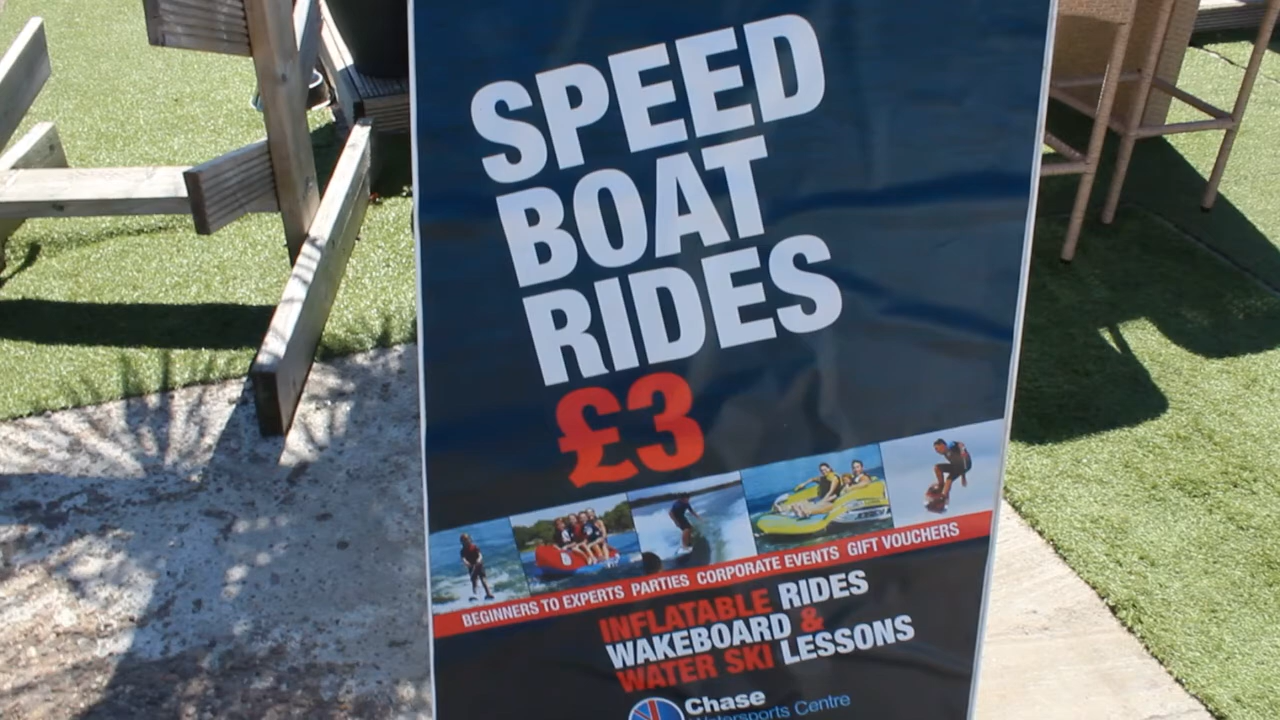 SPEED
BOAT
RIDES
£3
BEGINNERS TO EXPERTS PARTIES CORPORATE EVENTS GIFT VOUCHERS
INFLATABLE RIDES
WAKEBOARD &
WATER SKI LESSONS
Chase
Watersports Centre